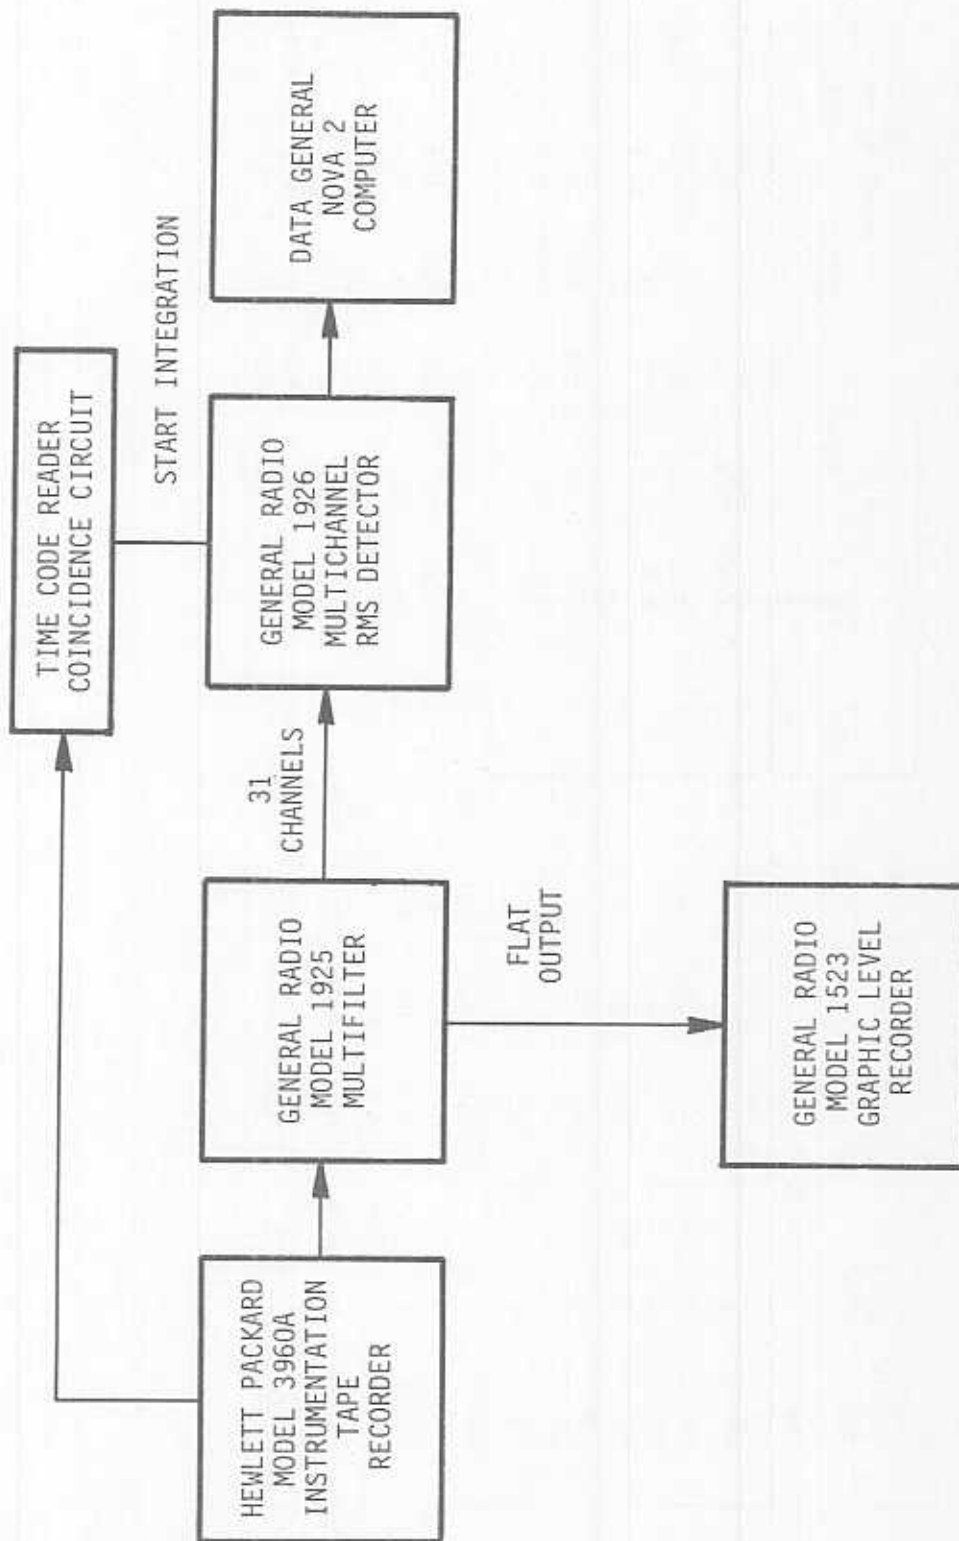 TIME CODE READER
COINCIDENCE CIRCUIT
START INTEGRATION
HEWLETT PACKARD
MODEL 3960A
INSTRUMENTATION
TAPE
RECORDER
GENERAL RADIO
MODEL 1925
MULTIFILTER
31
CHANNELS
GENERAL RADIO
MODEL 1926
MULTICHANNEL
RMS DETECTOR
DATA GENERAL
NOVA 2
COMPUTER
FLAT
OUTPUT
GENERAL RADIO
MODEL 1523
GRAPHIC LEVEL
RECORDER